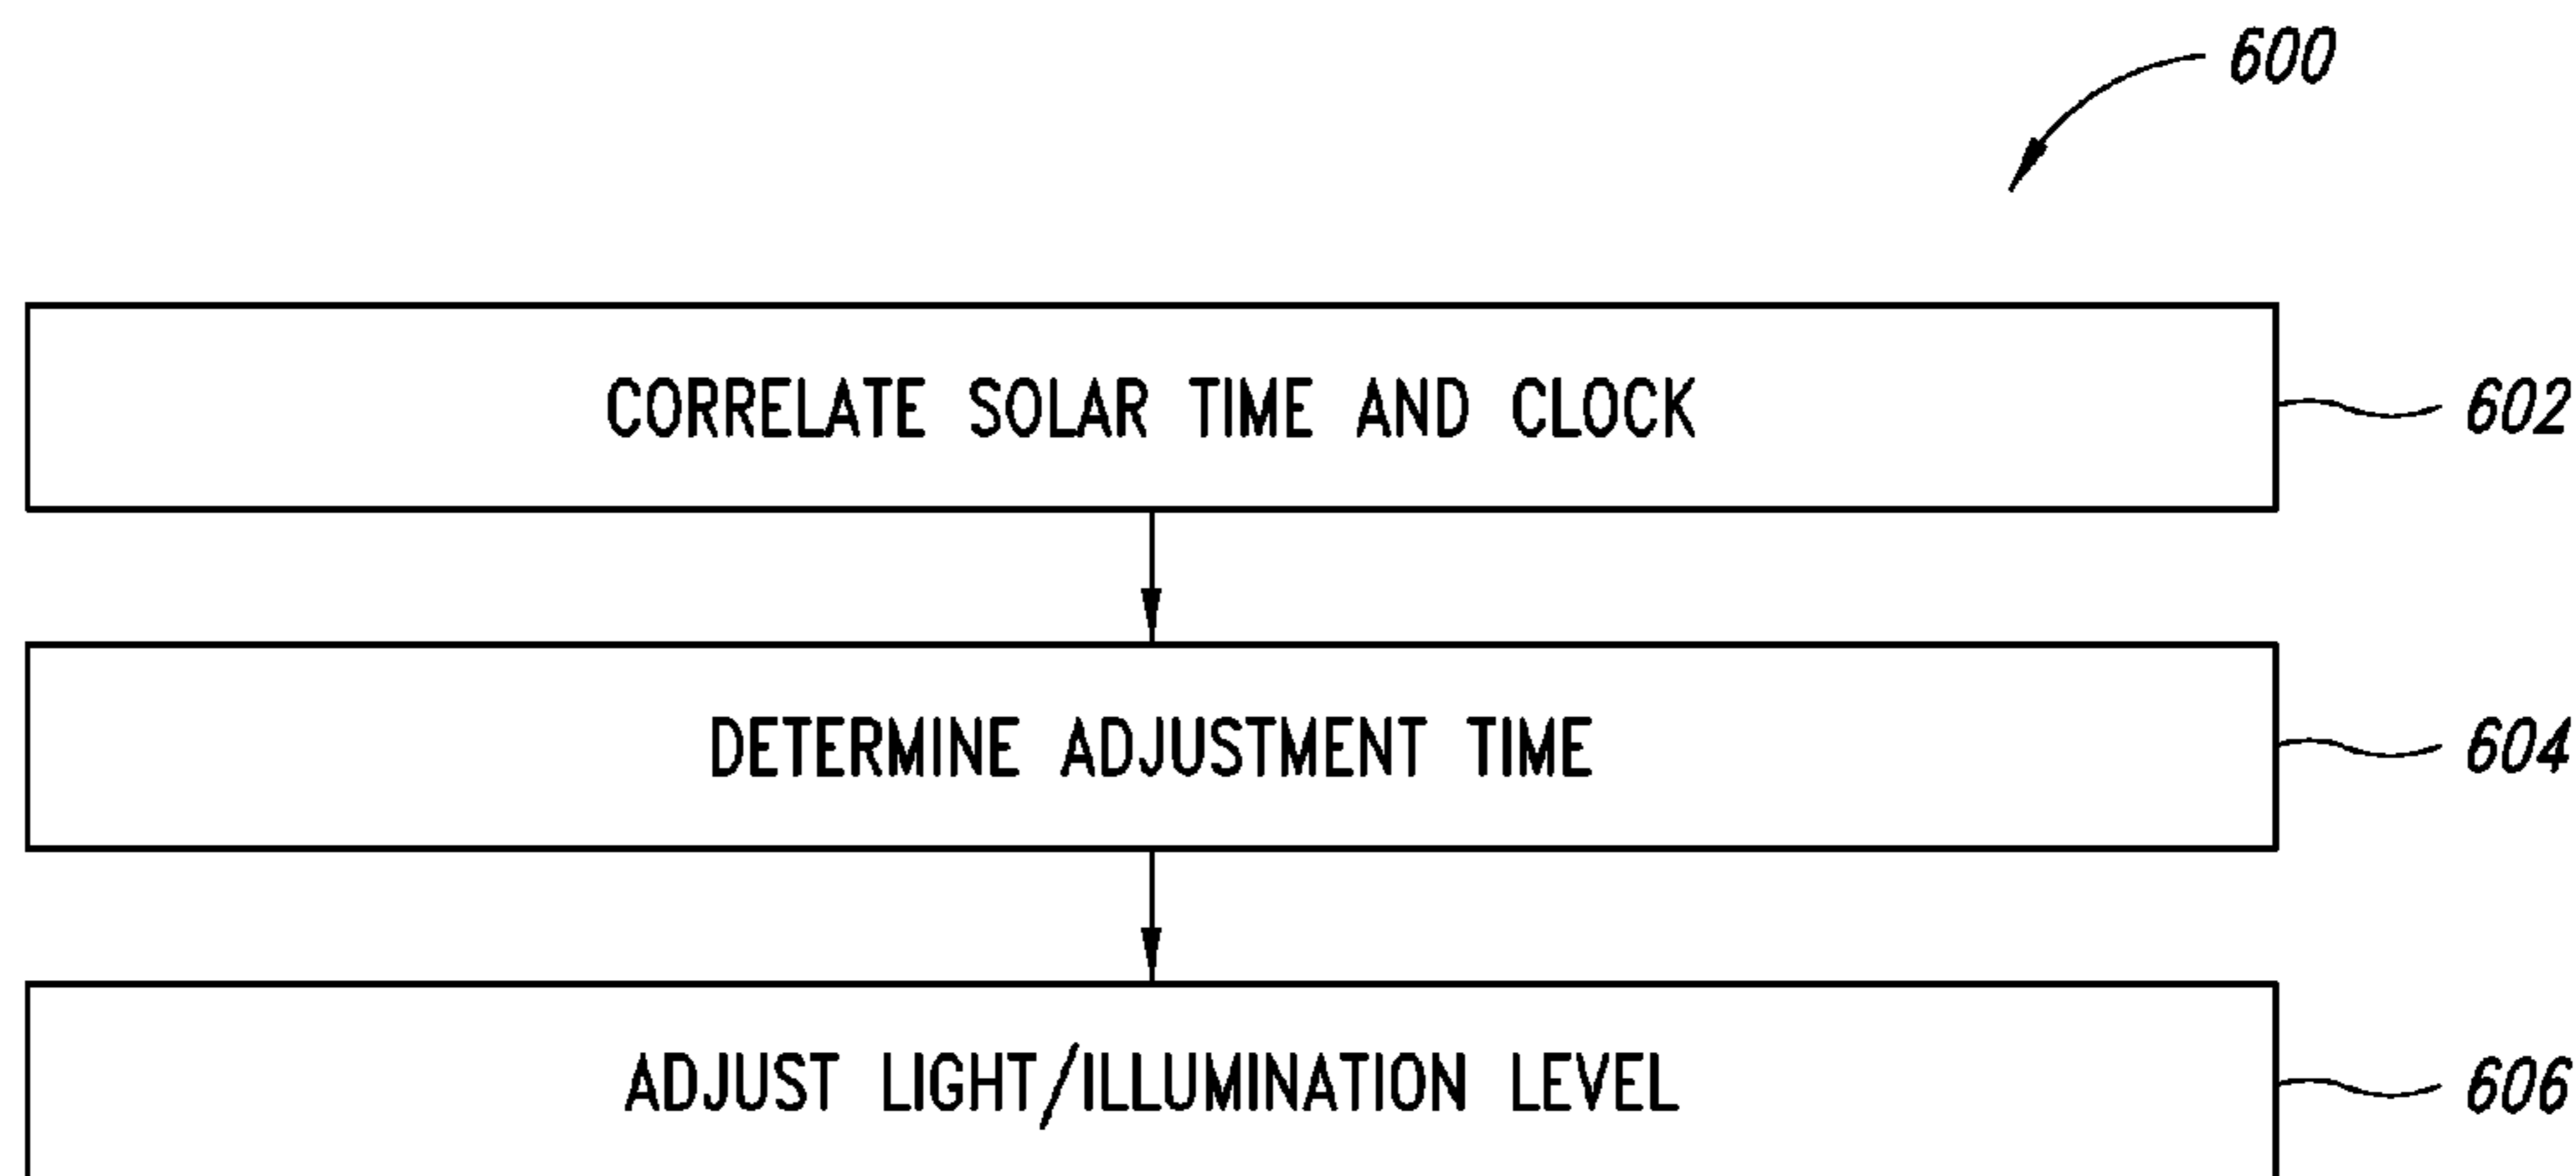 600
CORRELATE SOLAR TIME AND CLOCK
602
DETERMINE ADJUSTMENT TIME
604
ADJUST LIGHT/ILLUMINATION LEVEL
606